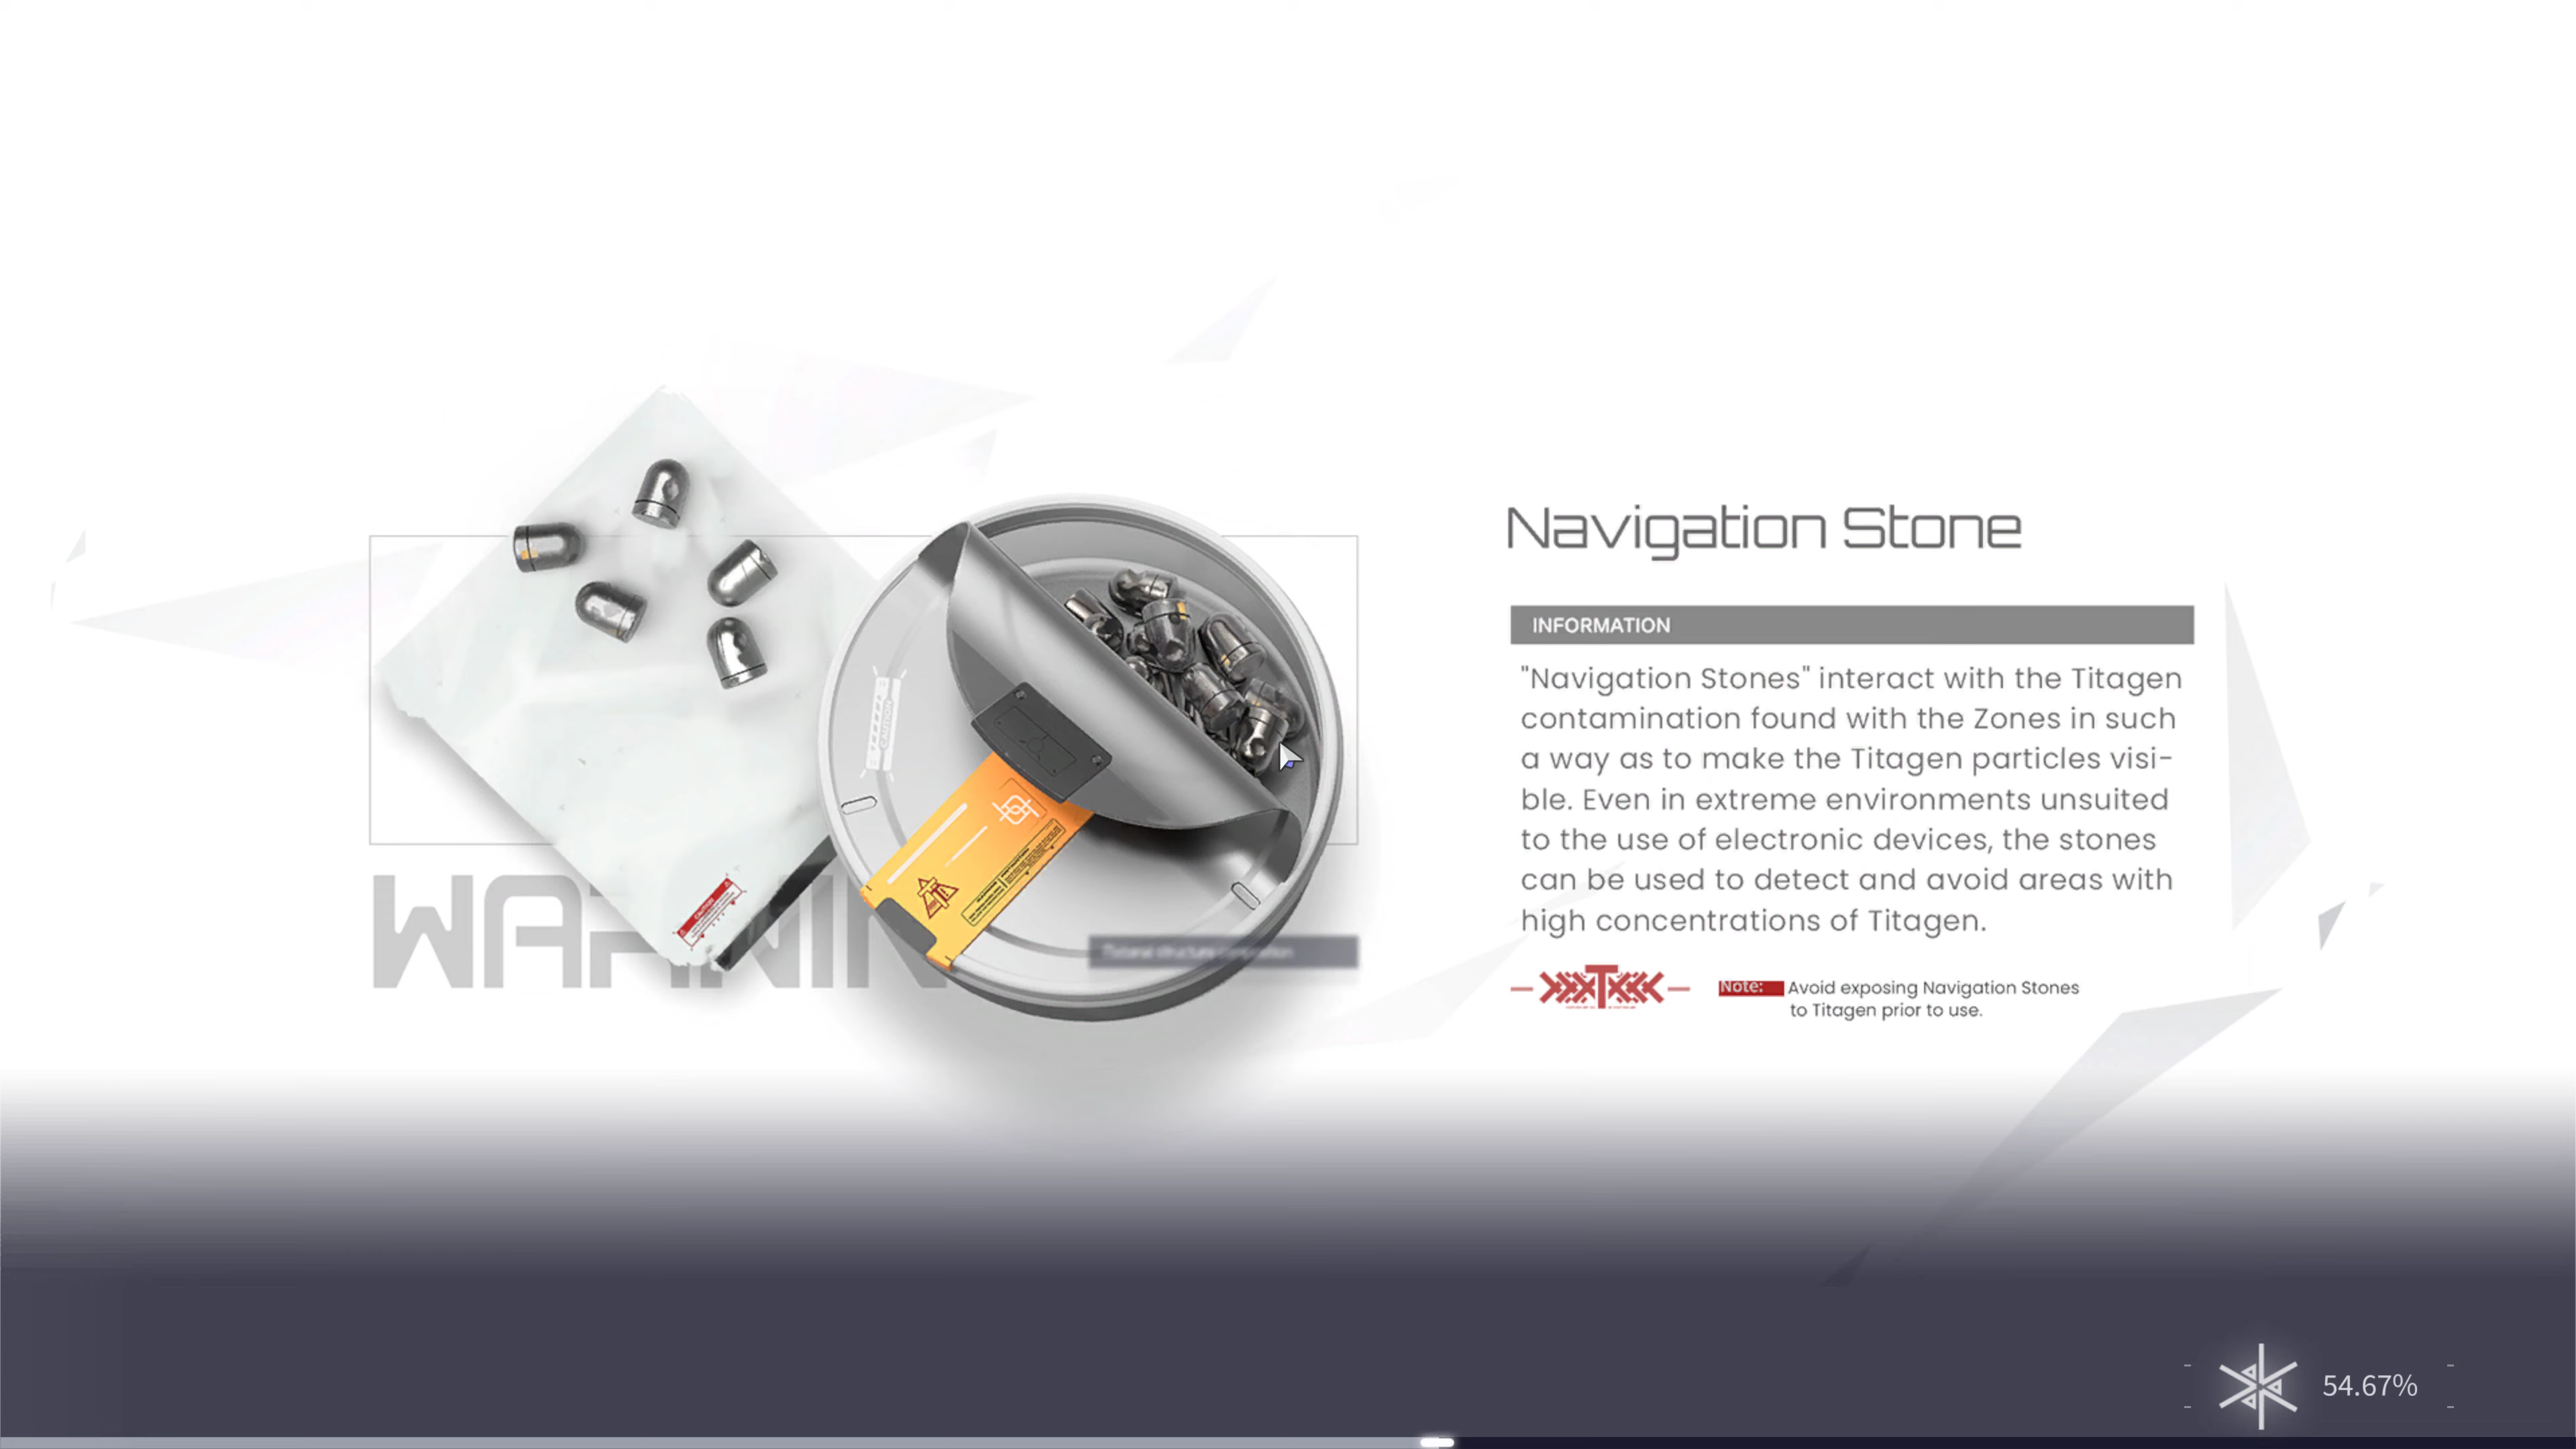 Navigation Stone
INFORMATION
"Navigation Stones" interact with the Titagen
contamination found with the Zones in such
a way as to make the Titagen particles visi-
ble. Even in extreme environments unsuited
to the use of electronic devices, the stones
can be used to detect and avoid areas with
high concentrations of Titagen.
Note: Avoid exposing Navigation Stones
to Titagen prior to use.
CAUTION
CAUTION
54.67%